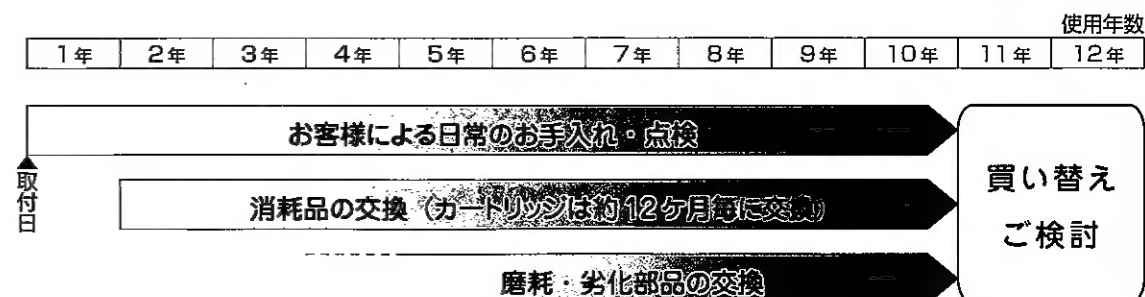 使用年数
1年 2年 3年 4年 5年 6年 7年 8年 9年 10年 11年 12年
お客様による日常のお手入れ・点検
取付日
消耗品の交換（カートリッジは約12ケ月毎に交換）
買い替え
ご検討
磨耗・劣化部品の交換